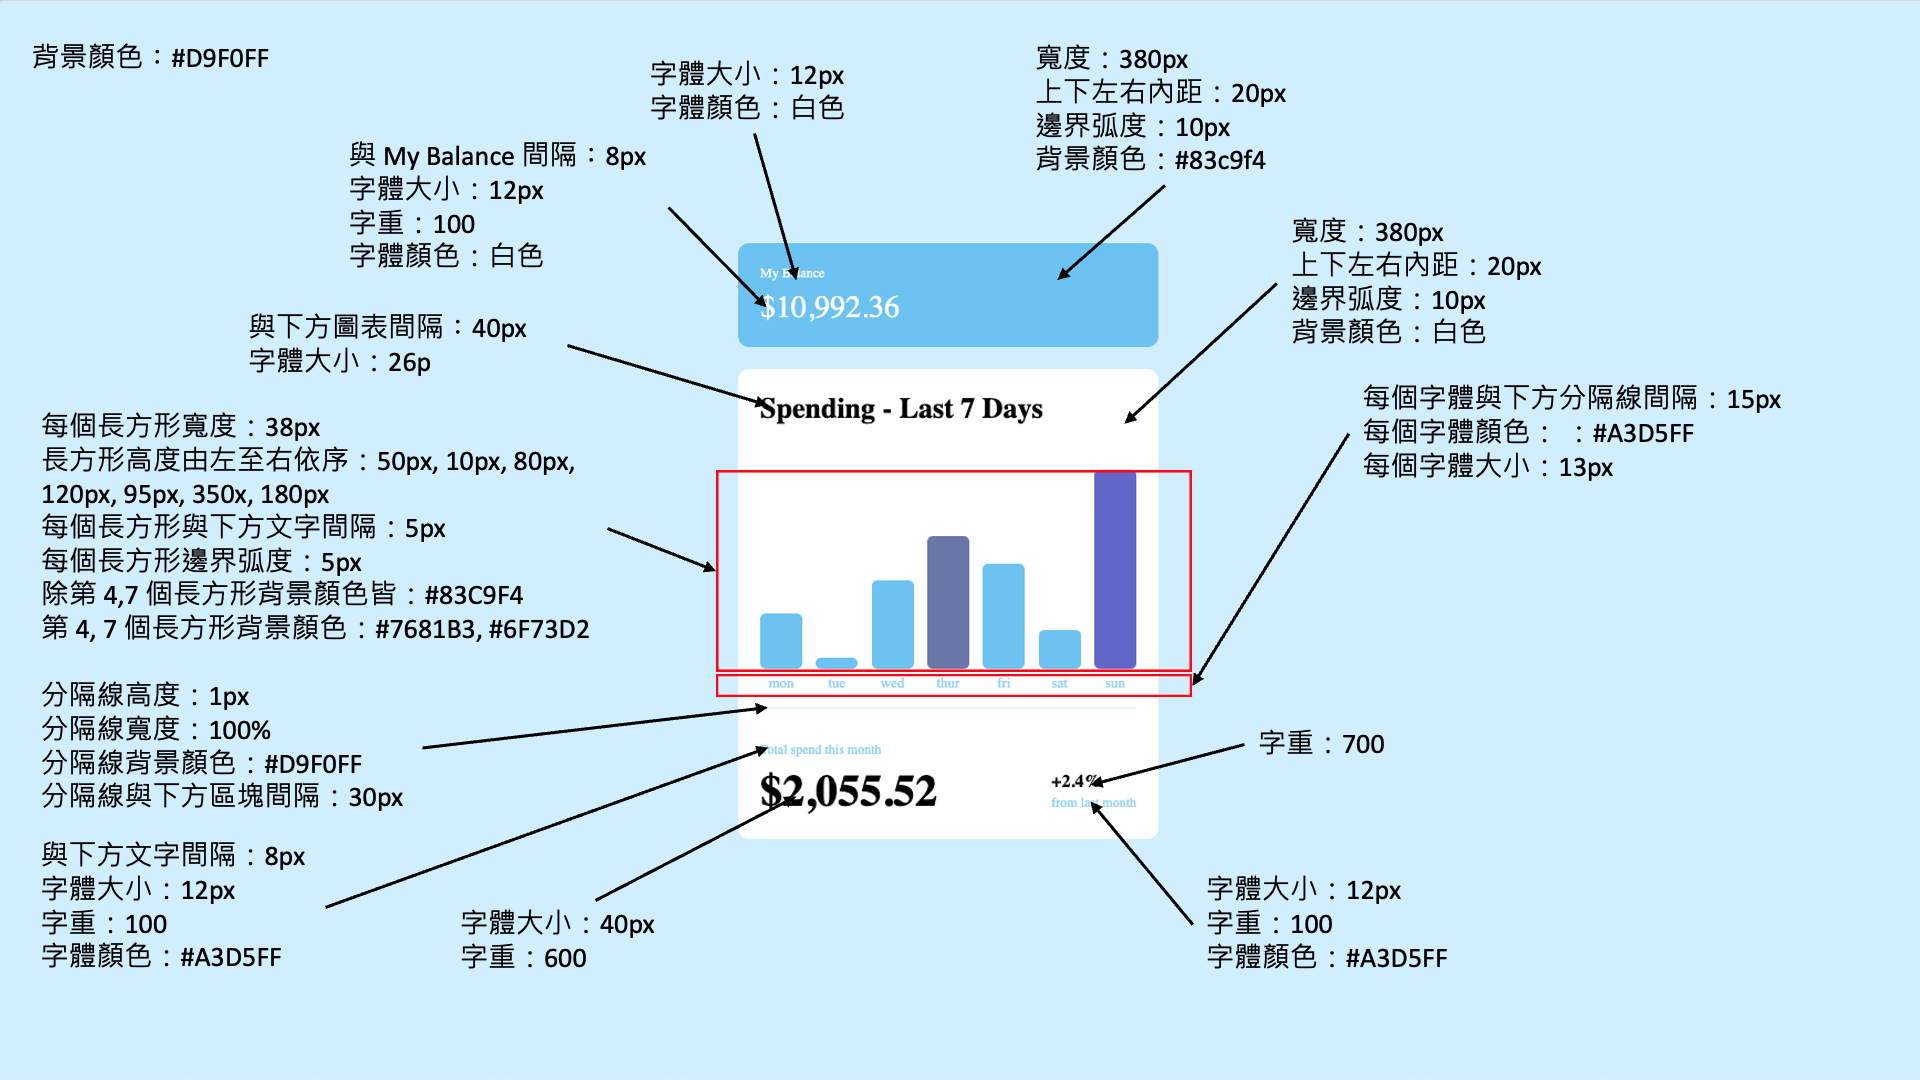 背景顏色：#D9F0FF
字體大小：12px
字體顏色：白色
寬度：380px
上下左右內距：20px
邊界弧度：10px
背景顏色：#83c9f4
與 My Balance 間隔：8px
字體大小：12px
字重：100
字體顏色：白色
寬度：380px
上下左右內距：20px
邊界弧度：10px
背景顏色：白色
My Balance
$10,992.36
與下方圖表間隔：40px
字體大小：26p
Spending - Last 7 Days
每個字體與下方分隔線間隔：15px
每個字體顏色： ：#A3D5FF
每個字體大小：13px
每個長方形寬度：38px
長方形高度由左至右依序：50px, 10px, 80px,
120px, 95px, 350x, 180px
每個長方形與下方文字間隔：5px
每個長方形邊界弧度：5px
除第 4,7 個長方形背景顏色皆：#83C9F4
第 4, 7 個長方形背景顏色：#7681B3, #6F73D2
mon tue wed thur fri sat sun
分隔線高度：1px
分隔線寬度：100%
分隔線背景顏色：#D9F0FF
分隔線與下方區塊間隔：30px
Total spend this month
$2,055.52
+2.4%
from last month
字重：700
與下方文字間隔：8px
字體大小：12px
字重：100
字體顏色：#A3D5FF
字體大小：40px
字重：600
字體大小：12px
字重：100
字體顏色：#A3D5FF